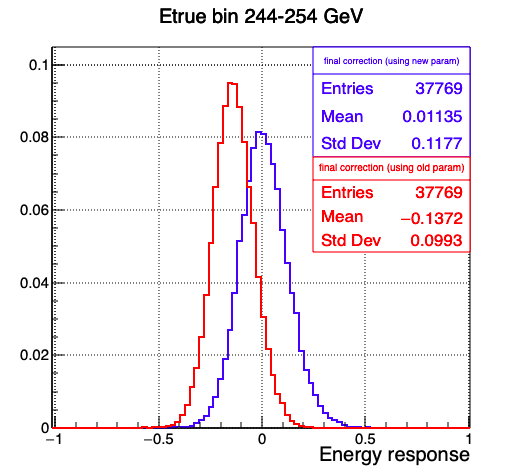 Etrue bin 244-254 GeV
final correction (using new param)
Entries 37769
Mean 0.01135
Std Dev 0.1177
final correction (using old param)
Entries 37769
Mean −0.1372
Std Dev 0.0993
0.1
0.08
0.06
0.04
0.02
0
−1 −0.5 0 0.5 1
Energy response